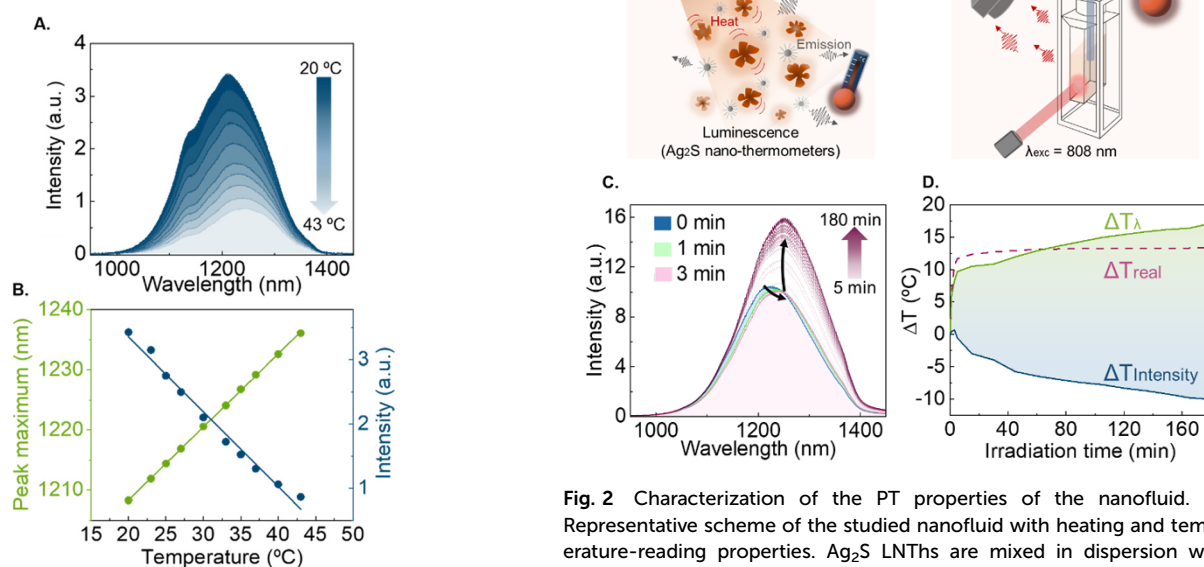 A.
Intensity (a.u.)
4
3
2
1
0
20 ºC
43 ºC
1000 1200 1400
Wavelength (nm)
B.
Peak maximum (nm)
1240
1230
1220
1210
Intensity (a.u.)
3
2
1
15 20 25 30 35 40 45 50
Temperature (ºC)
Heat
Emission
Luminescence
(Ag2S nano-thermometers)
λexc = 808 nm
C.
Intensity (a.u.)
16
12
8
4
0
0 min
1 min
3 min
180 min
5 min
1000 1200 1400
Wavelength (nm)
D.
ΔT (ºC)
20
15
10
5
0
-5
-10
ΔTλ
ΔTreal
ΔTIntensity
0 40 80 120 160
Irradiation time (min)
Fig. 2 Characterization of the PT properties of the nanofluid.
Representative scheme of the studied nanofluid with heating and tem-
erature-reading properties. Ag2S LNThs are mixed in dispersion w